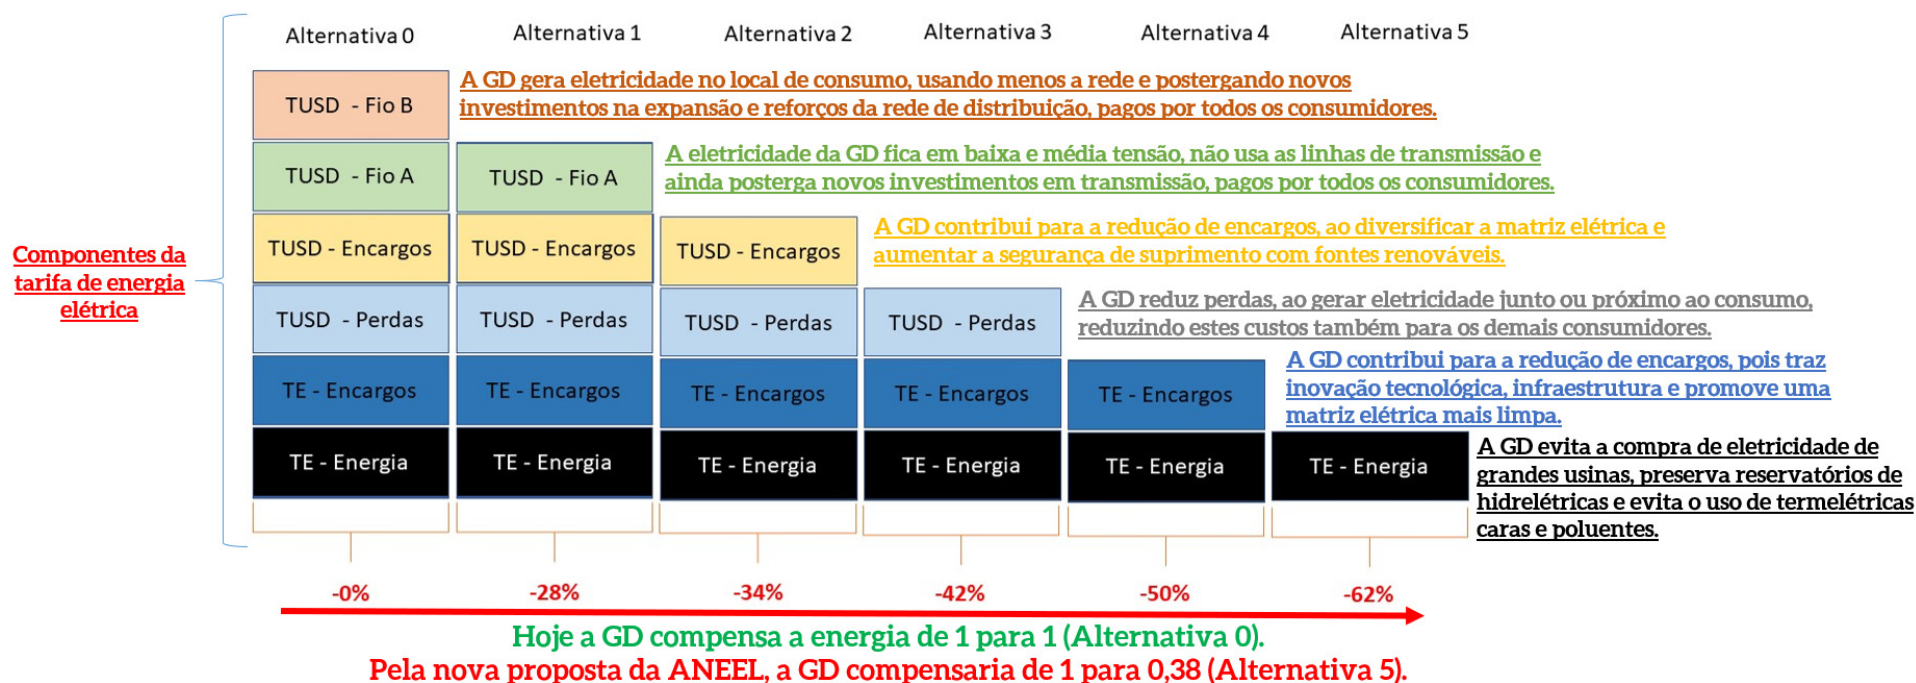 Alternativa 0
Alternativa 1
Alternativa 2
Alternativa 3
Alternativa 4
Alternativa 5
TUSD - Fio B
A GD gera eletricidade no local de consumo, usando menos a rede e postergando novos
investimentos na expansão e reforços da rede de distribuição, pagos por todos os consumidores.
TUSD - Fio A
TUSD - Fio A
A eletricidade da GD fica em baixa e média tensão, não usa as linhas de transmissão e
ainda posterga novos investimentos em transmissão, pagos por todos os consumidores.
Componentes da
tarifa de energia
elétrica
TUSD - Encargos
TUSD - Encargos
TUSD - Encargos
A GD contribui para a redução de encargos, ao diversificar a matriz elétrica e
aumentar a segurança de suprimento com fontes renováveis.
TUSD - Perdas
TUSD - Perdas
TUSD - Perdas
TUSD - Perdas
A GD reduz perdas, ao gerar eletricidade junto ou próximo ao consumo,
reduzindo estes custos também para os demais consumidores.
TE - Encargos
TE - Encargos
TE - Encargos
TE - Encargos
TE - Encargos
A GD contribui para a redução de encargos, pois traz
inovação tecnológica, infraestrutura e promove uma
matriz elétrica mais limpa.
TE - Energia
TE - Energia
TE - Energia
TE - Energia
TE - Energia
TE - Energia
A GD evita a compra de eletricidade de
grandes usinas, preserva reservatórios de
hidrelétricas e evita o uso de termelétricas
caras e poluentes.
-0%
-28%
-34%
-42%
-50%
-62%
Hoje a GD compensa a energia de 1 para 1 (Alternativa 0).
Pela nova proposta da ANEEL, a GD compensaria de 1 para 0,38 (Alternativa 5).